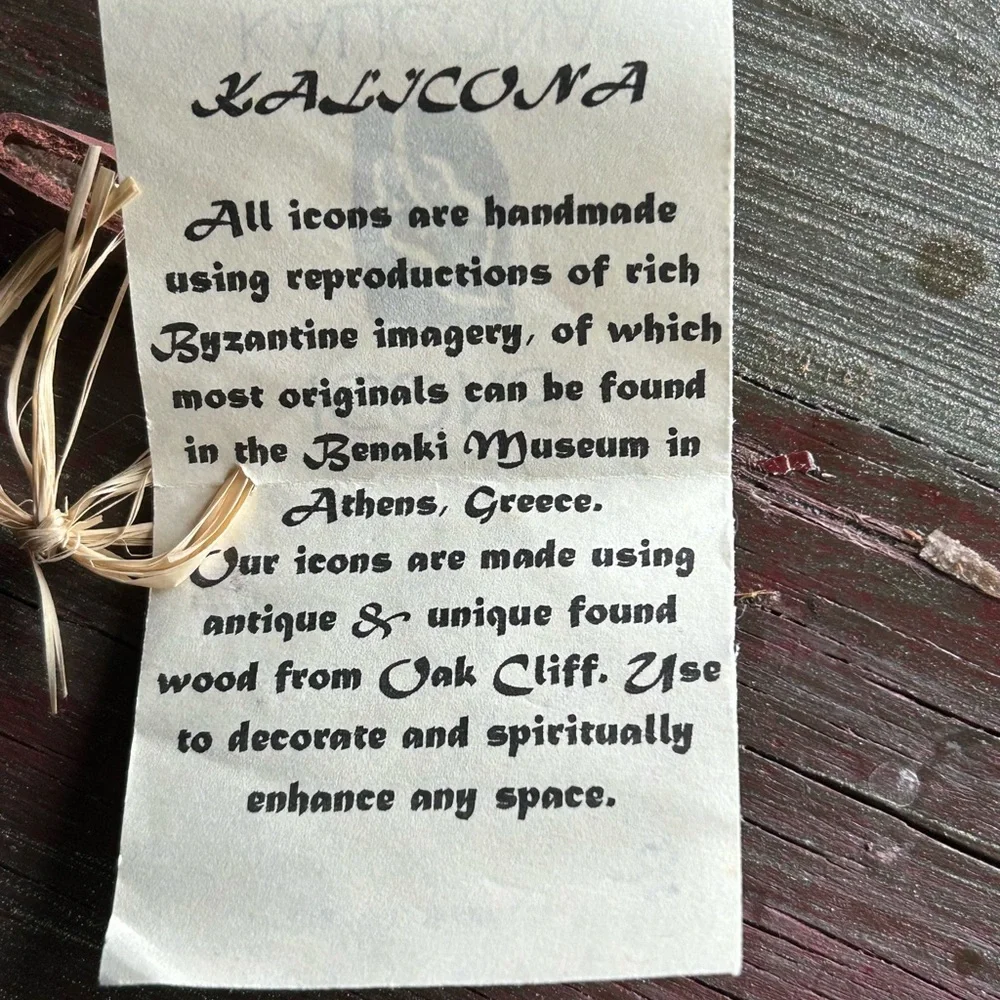 KALICONA
All icons are handmade
using reproductions of rich
Byzantine imagery, of which
most originals can be found
in the Benaki Museum in
Athens, Greece.
Our icons are made using
antique & unique found
wood from Oak Cliff. Use
to decorate and spiritually
enhance any space.